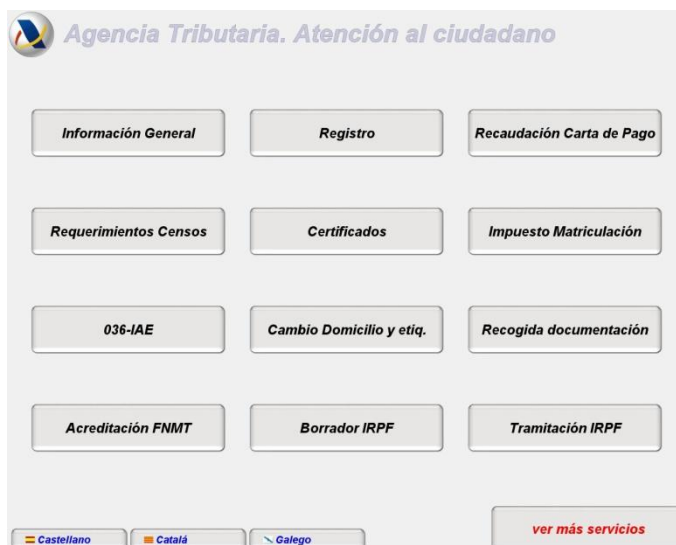 Agencia Tributaria. Atención al ciudadano
Información General
Registro
Recaudación Carta de Pago
Requerimientos Censos
Certificados
Impuesto Matriculación
036-IAE
Cambio Domicilio y etiq.
Recogida documentación
Acreditación FNMT
Borrador IRPF
Tramitación IRPF
ver más servicios
Castellano
Catalá
Galego